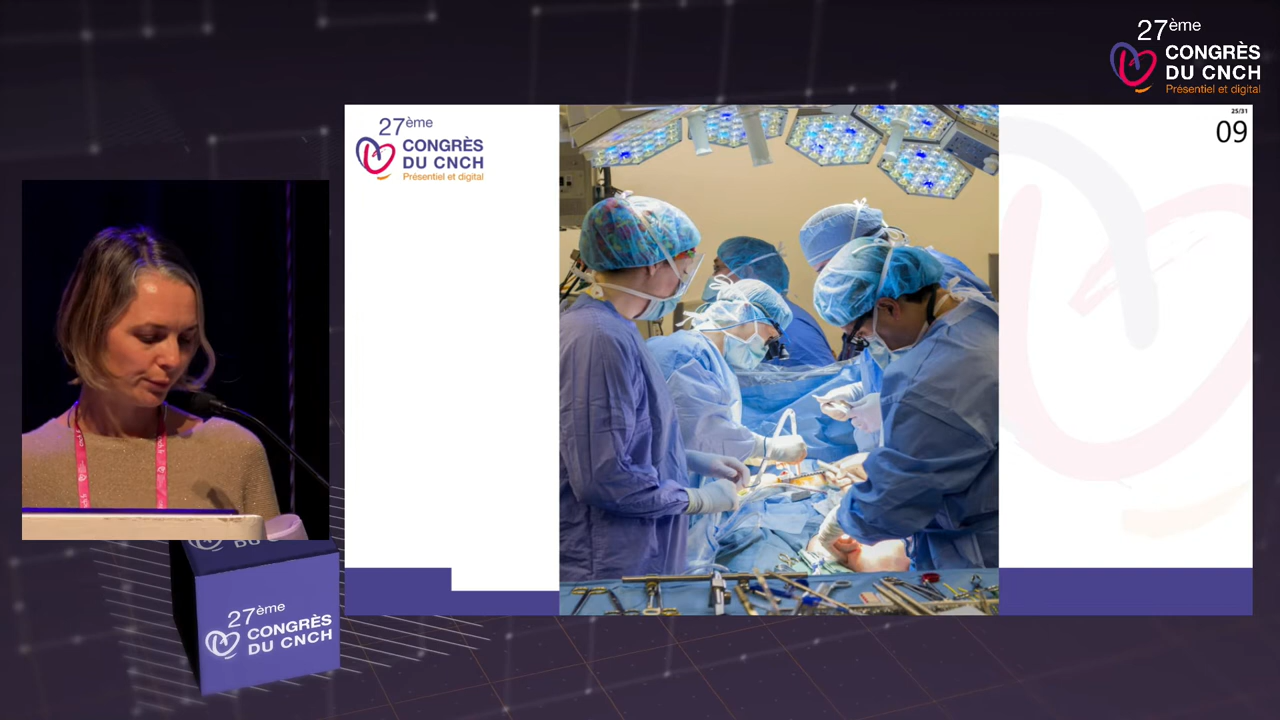 27ème
CONGRÈS
DU CNCH
Présentiel et digital
27ème
CONGRÈS
DU CNCH
Présentiel et digital
25/31
09
DU C
27ème
CONGRÈS
DU CNCH